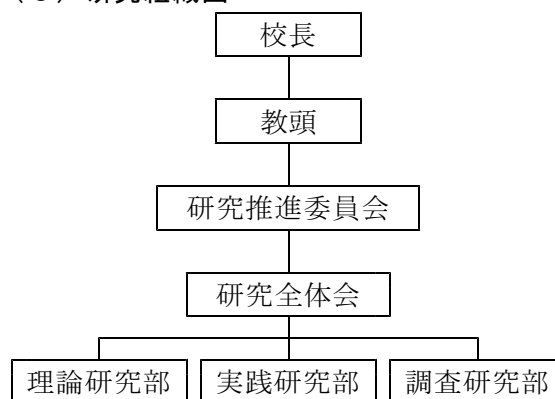 校長
教頭
研究推進委員会
研究全体会
理論研究部 実践研究部 調査研究部